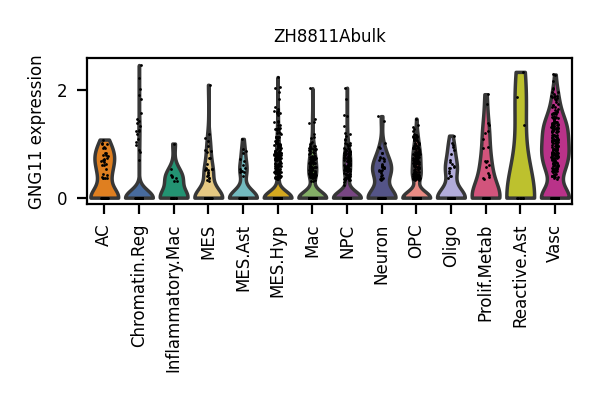 ZH8811Abulk
GNG11 expression
2
0
AC
Chromatin.Reg
Inflammatory.Mac
MES
MES.Ast
MES.Hyp
Mac
NPC
Neuron
OPC
Oligo
Prolif.Metab
Reactive.Ast
Vasc